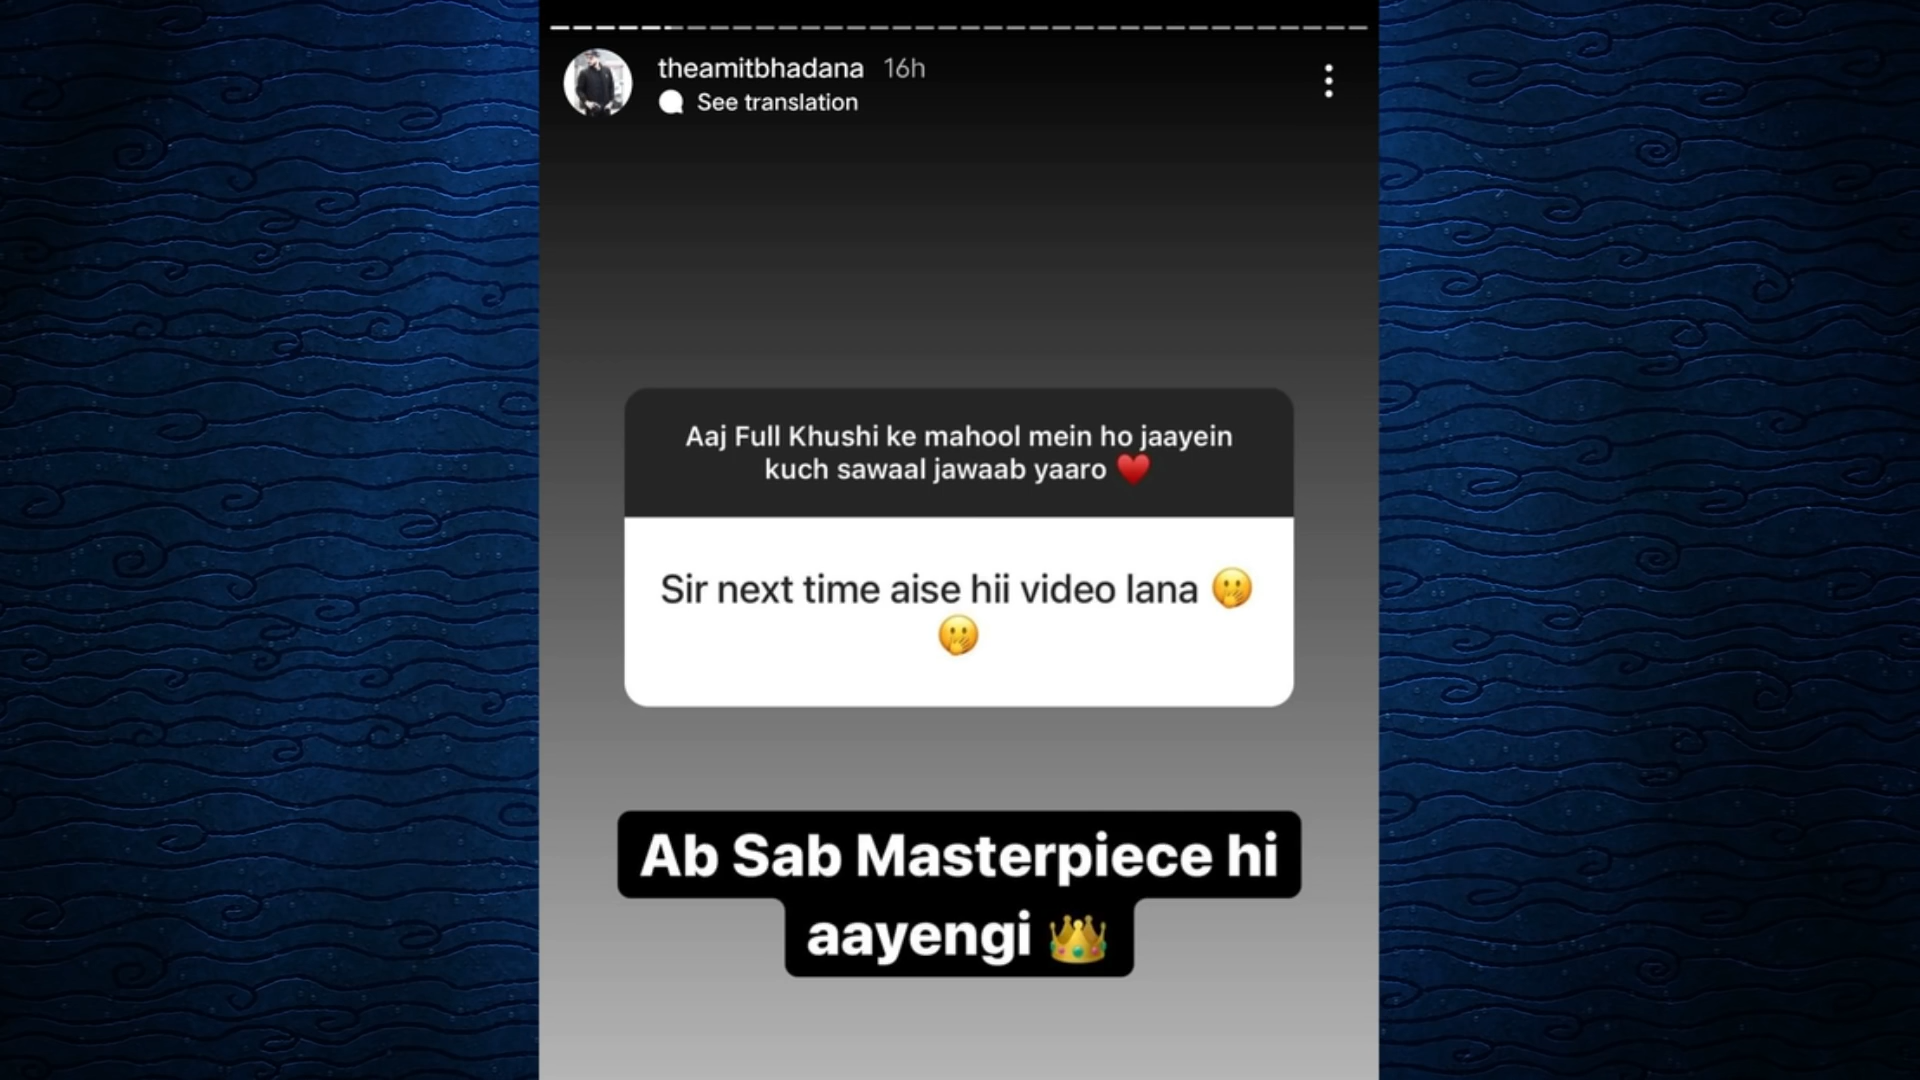 theamitbhadana 16h
See translation
Aaj Full Khushi ke mahool mein ho jaayein
kuch sawaal jawaab yaaro ❤️
Sir next time aise hii video lana 🫢
🫢
Ab Sab Masterpiece hi
aayengi 👑